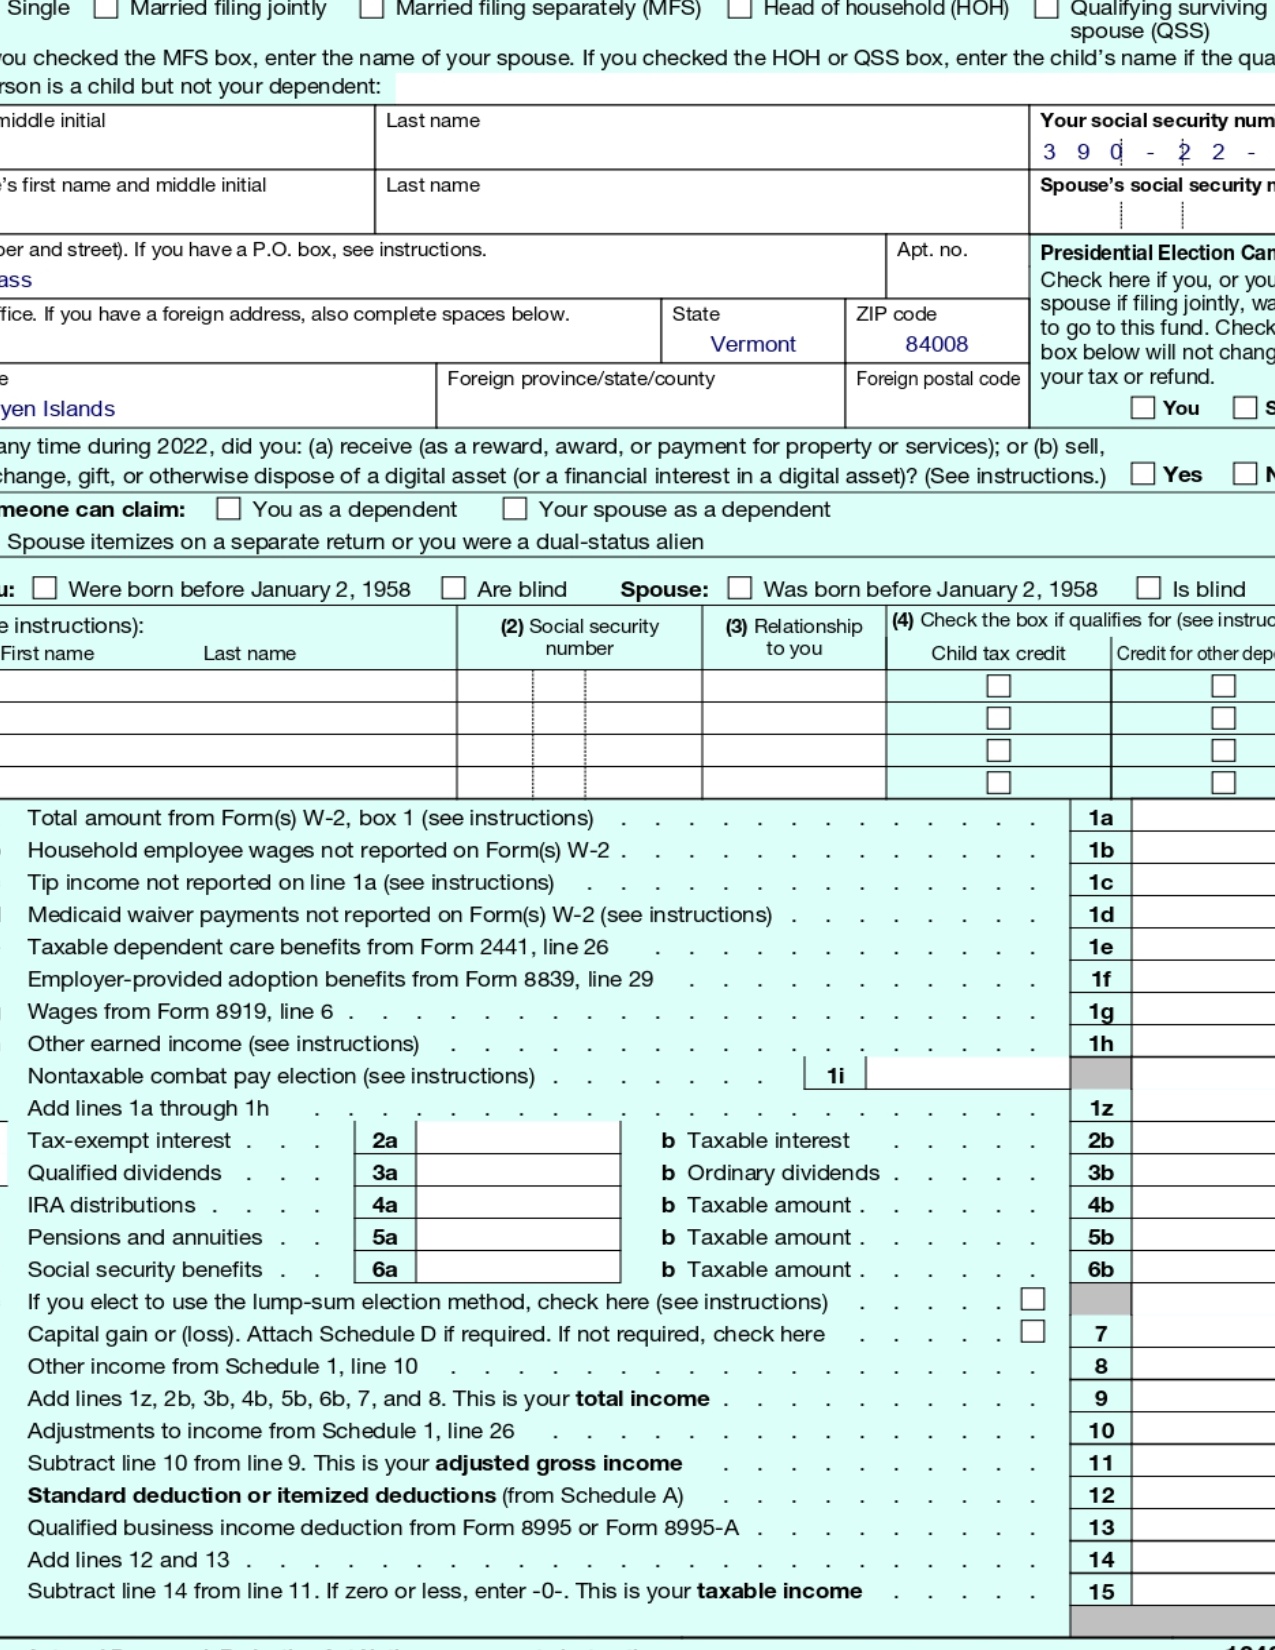 Single Married filing jointly Married filing separately (MFS) Head of household (HOH) Qualifying surviving
spouse (QSS)
you checked the MFS box, enter the name of your spouse. If you checked the HOH or QSS box, enter the child's name if the qua
rson is a child but not your dependent:
middle initial Last name Your social security num
3 9 0 - 2 2 -
's first name and middle initial Last name Spouse's social security n
ber and street). If you have a P.O. box, see instructions. Apt. no. Presidential Election Cam
ass Check here if you, or you
fice. If you have a foreign address, also complete spaces below. State ZIP code spouse if filing jointly, wa
to go to this fund. Check
Vermont 84008 box below will not chang
e Foreign province/state/county Foreign postal code your tax or refund.
yen Islands You S
any time during 2022, did you: (a) receive (as a reward, award, or payment for property or services); or (b) sell,
change, gift, or otherwise dispose of a digital asset (or a financial interest in a digital asset)? (See instructions.) Yes N
meone can claim: You as a dependent Your spouse as a dependent
Spouse itemizes on a separate return or you were a dual-status alien
u: Were born before January 2, 1958 Are blind Spouse: Was born before January 2, 1958 Is blind
e instructions): (2) Social security number (3) Relationship to you (4) Check the box if qualifies for (see instruc
First name Last name Child tax credit Credit for other dep
Total amount from Form(s) W-2, box 1 (see instructions) . . . . . . . . . . . . . 1a
Household employee wages not reported on Form(s) W-2 . . . . . . . . . . . . . 1b
Tip income not reported on line 1a (see instructions) . . . . . . . . . . . . . . 1c
Medicaid waiver payments not reported on Form(s) W-2 (see instructions) . . . . . . . . 1d
Taxable dependent care benefits from Form 2441, line 26 . . . . . . . . . . . . 1e
Employer-provided adoption benefits from Form 8839, line 29 . . . . . . . . . . . 1f
Wages from Form 8919, line 6 . . . . . . . . . . . . . . . . . . . . . 1g
Other earned income (see instructions) . . . . . . . . . . . . . . . . . . 1h
Nontaxable combat pay election (see instructions) . . . . . . . 1i
Add lines 1a through 1h . . . . . . . . . . . . . . . . . . . . . . 1z
Tax-exempt interest . . . 2a b Taxable interest . . . . . 2b
Qualified dividends . . . 3a b Ordinary dividends . . . . . 3b
IRA distributions . . . . 4a b Taxable amount . . . . . . 4b
Pensions and annuities . . 5a b Taxable amount . . . . . . 5b
Social security benefits . . 6a b Taxable amount . . . . . . 6b
If you elect to use the lump-sum election method, check here (see instructions) . . . . .
Capital gain or (loss). Attach Schedule D if required. If not required, check here . . . . . 7
Other income from Schedule 1, line 10 . . . . . . . . . . . . . . . . . . 8
Add lines 1z, 2b, 3b, 4b, 5b, 6b, 7, and 8. This is your total income . . . . . . . . . . 9
Adjustments to income from Schedule 1, line 26 . . . . . . . . . . . . . . . 10
Subtract line 10 from line 9. This is your adjusted gross income . . . . . . . . . . 11
Standard deduction or itemized deductions (from Schedule A) . . . . . . . . . . 12
Qualified business income deduction from Form 8995 or Form 8995-A . . . . . . . . . 13
Add lines 12 and 13 . . . . . . . . . . . . . . . . . . . . . . . . 14
Subtract line 14 from line 11. If zero or less, enter -0-. This is your taxable income . . . . . 15